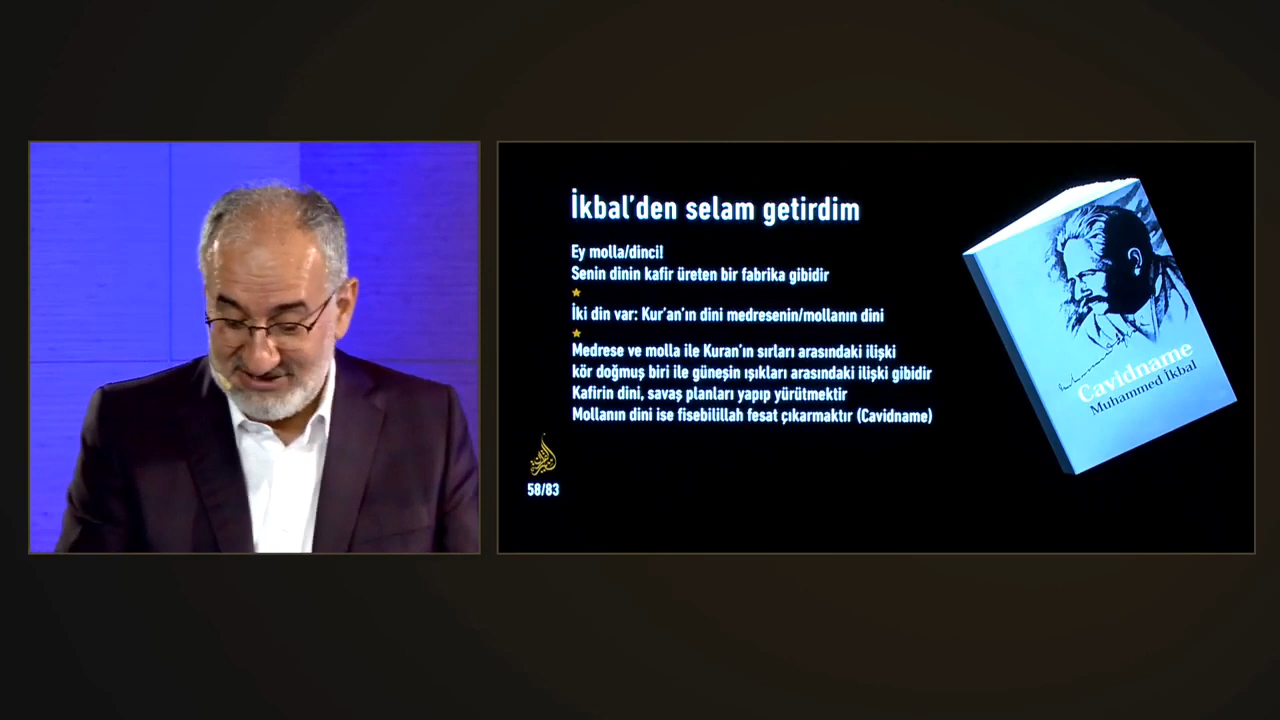 İkbal'den selam getirdim
Ey molla/dinci!
Senin dinin kafir üreten bir fabrika gibidir
İki din var: Kur'an'ın dini medresenin/mollanın dini
Medrese ve molla ile Kuran'ın sırları arasındaki ilişki
kör doğmuş biri ile güneşin ışıkları arasındaki ilişki gibidir
Kafirin dini, savaş planları yapıp yürütmektir
Mollanın dini ise fisebilillah fesat çıkarmaktır (Cavidname)
58/83
Cavidname
Muhammed İkbal